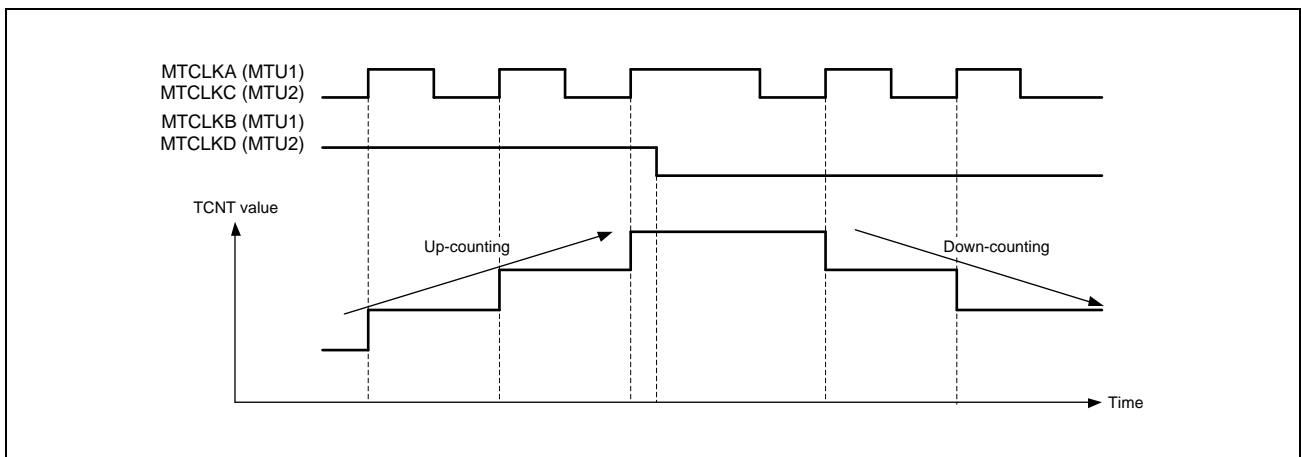 MTCLKA (MTU1)
MTCLKC (MTU2)
MTCLKB (MTU1)
MTCLKD (MTU2)
TCNT value
Up-counting
Down-counting
Time